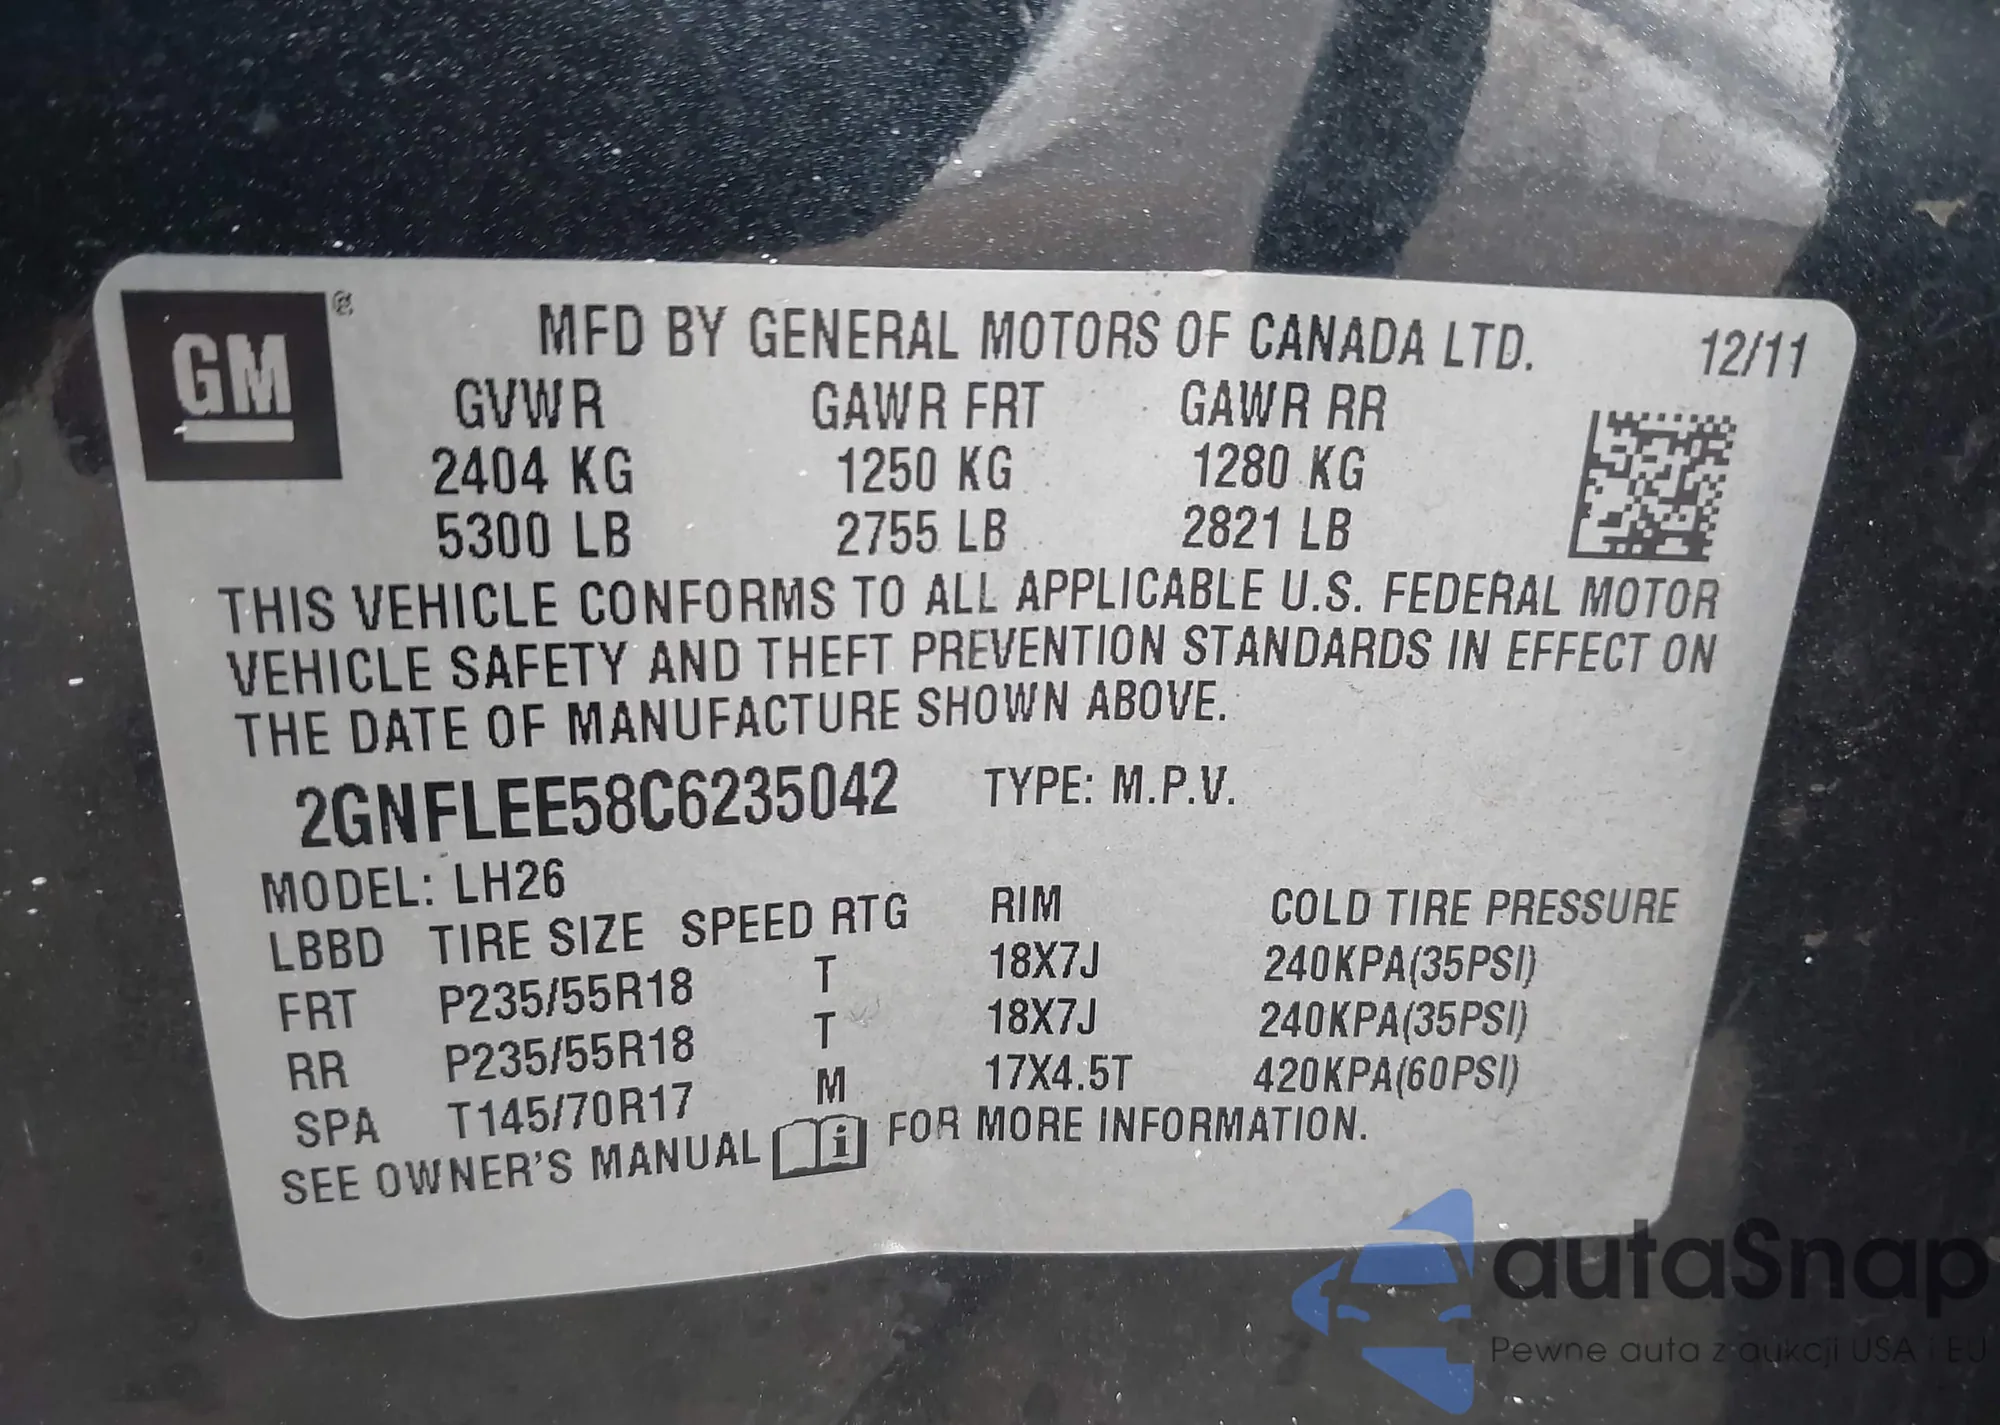 GM ®
MFD BY GENERAL MOTORS OF CANADA LTD. 12/11
GVWR GAWR FRT GAWR RR
2404 KG 1250 KG 1280 KG
5300 LB 2755 LB 2821 LB
THIS VEHICLE CONFORMS TO ALL APPLICABLE U.S. FEDERAL MOTOR
VEHICLE SAFETY AND THEFT PREVENTION STANDARDS IN EFFECT ON
THE DATE OF MANUFACTURE SHOWN ABOVE.
2GNFLEE58C6235042 TYPE: M.P.V.
MODEL: LH26
LBBD TIRE SIZE SPEED RTG RIM COLD TIRE PRESSURE
FRT P235/55R18 T 18X7J 240KPA(35PSI)
RR P235/55R18 T 18X7J 240KPA(35PSI)
SPA T145/70R17 M 17X4.5T 420KPA(60PSI)
SEE OWNER'S MANUAL FOR MORE INFORMATION.
autaSnap
Pewne auta z aukcji USA i EU